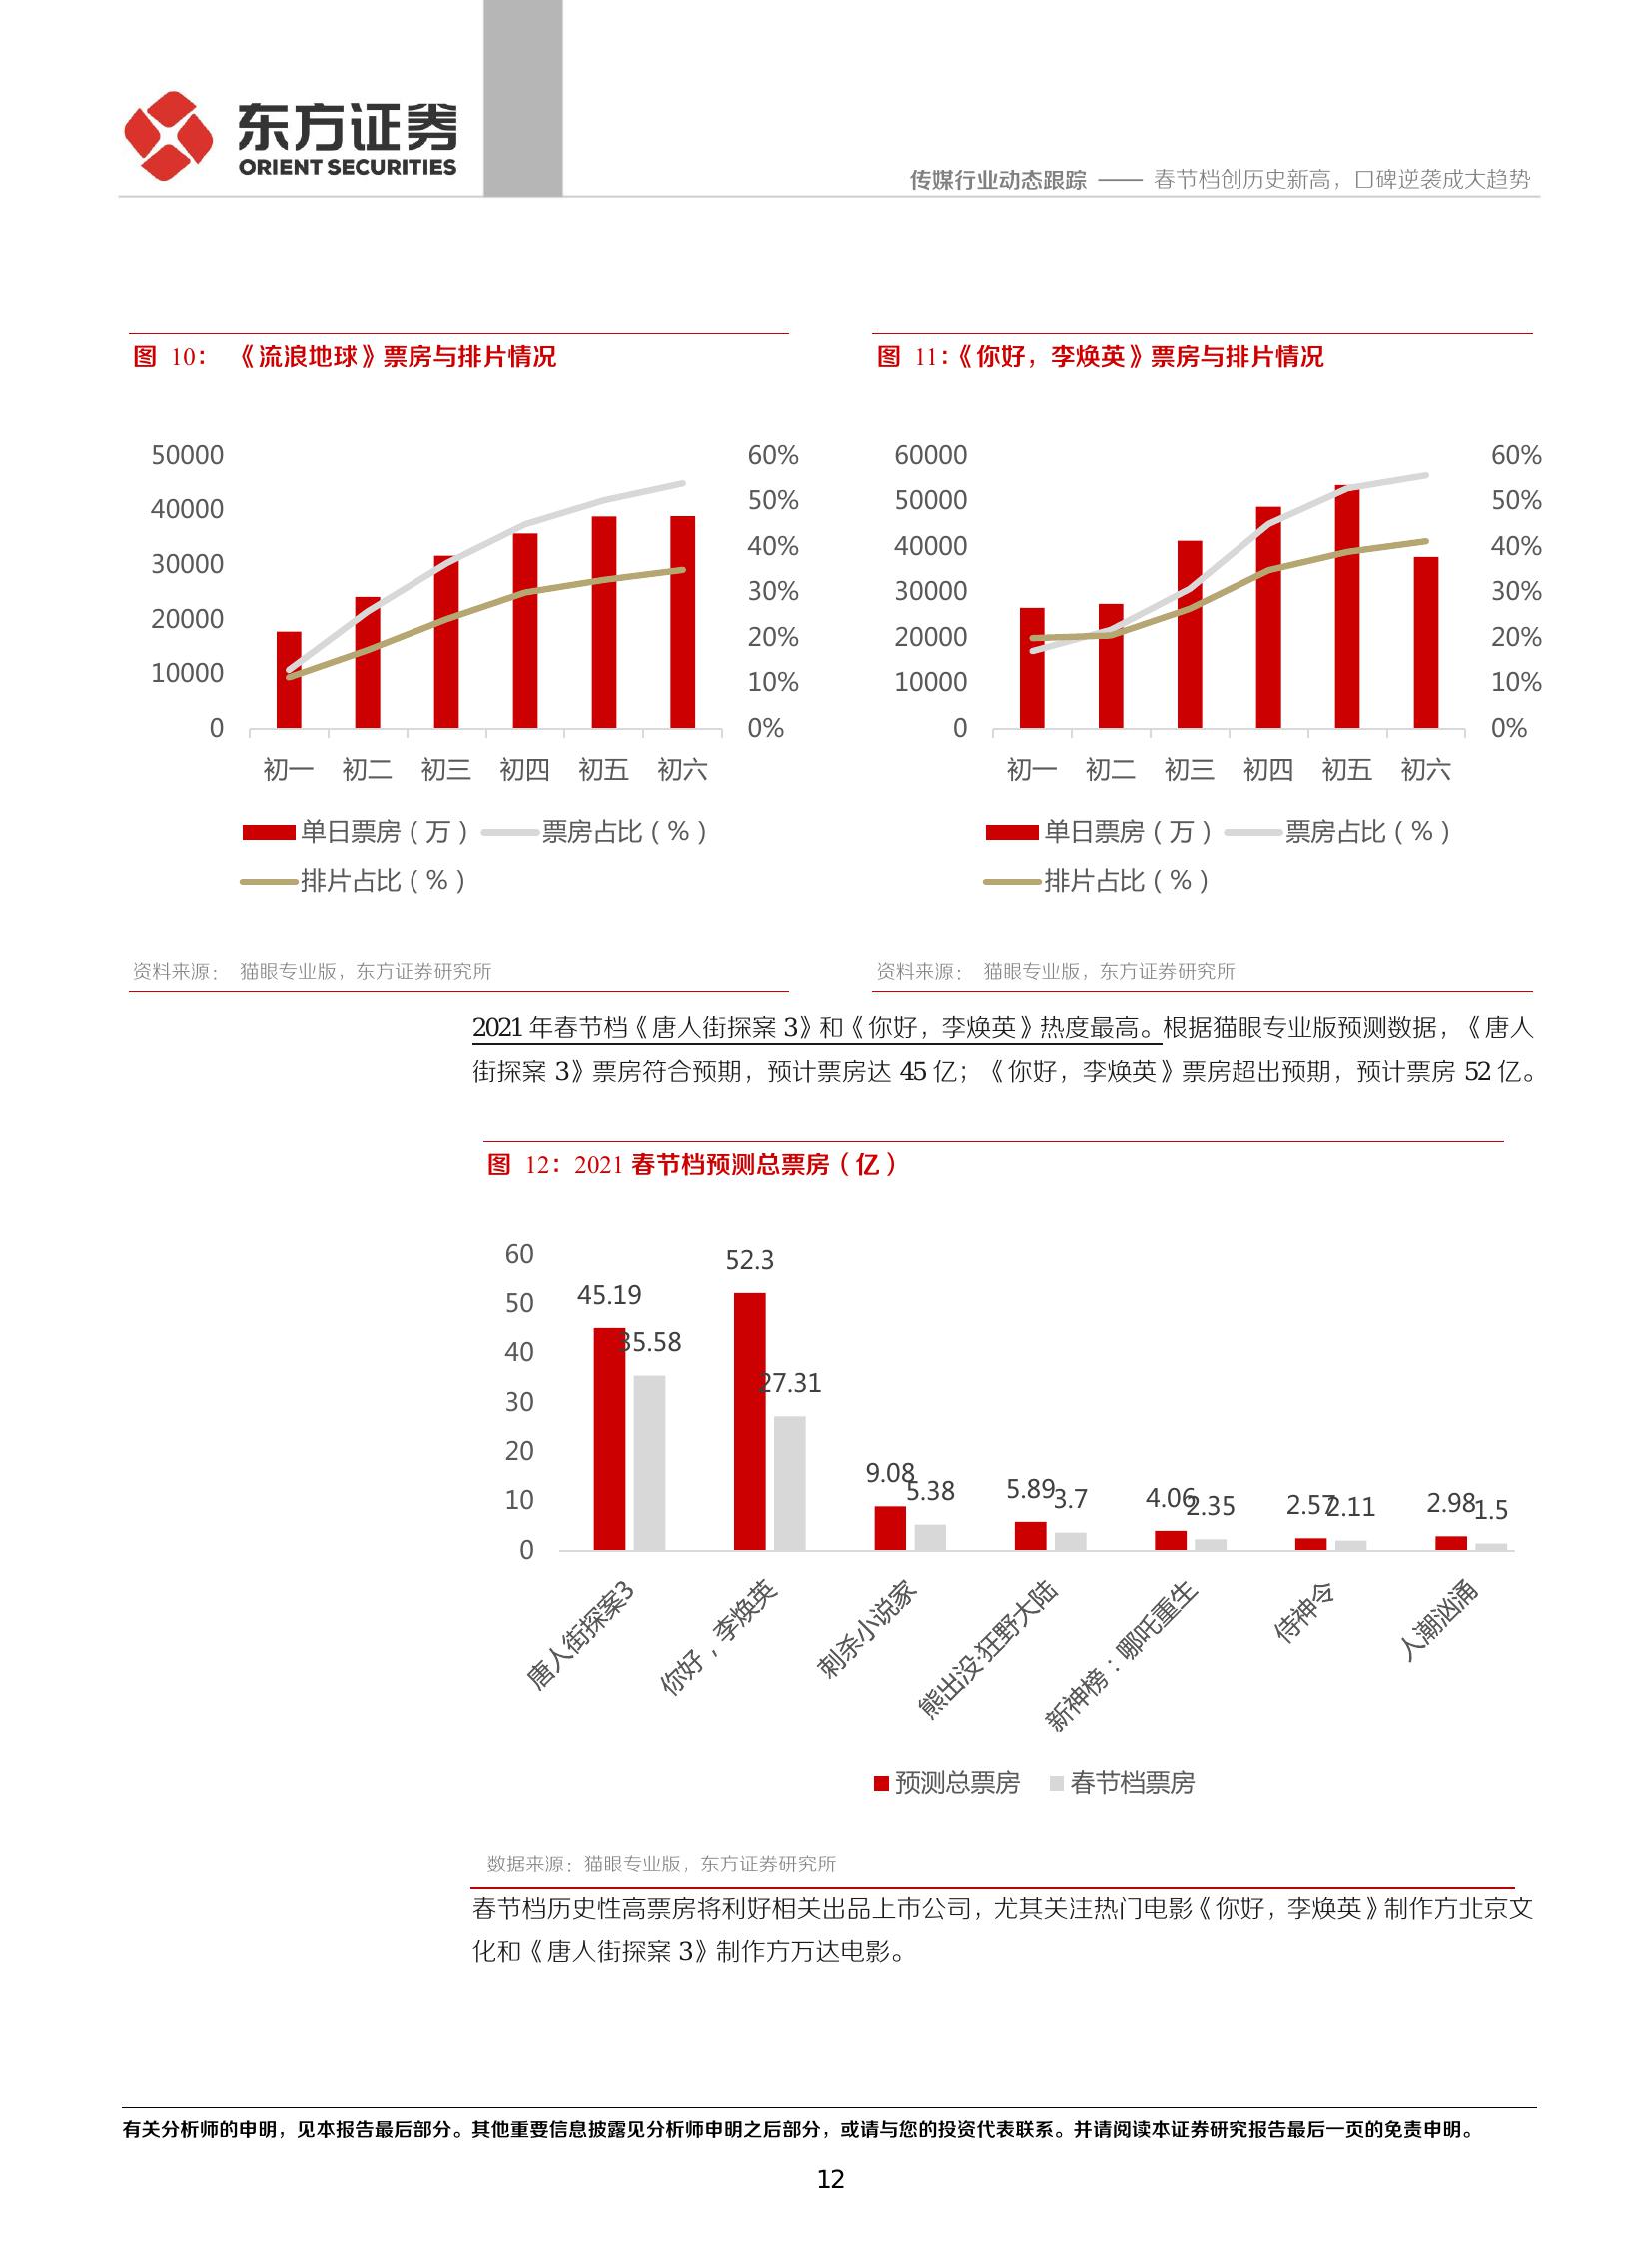 东方证券
ORIENT SECURITIES
传媒行业动态跟踪 —— 春节档创历史新高，口碑逆袭成大趋势
图 10： 《流浪地球》票房与排片情况
50000
40000
30000
20000
10000
0
60%
50%
40%
30%
20%
10%
0%
初一 初二 初三 初四 初五 初六
单日票房（万） 票房占比（%）
排片占比（%）
资料来源： 猫眼专业版，东方证券研究所
图 11：《你好，李焕英》票房与排片情况
60000
50000
40000
30000
20000
10000
0
60%
50%
40%
30%
20%
10%
0%
初一 初二 初三 初四 初五 初六
单日票房（万） 票房占比（%）
排片占比（%）
资料来源： 猫眼专业版，东方证券研究所
2021 年春节档《唐人街探案 3》和《你好，李焕英》热度最高。根据猫眼专业版预测数据，《唐人
街探案 3》票房符合预期，预计票房达 45 亿；《你好，李焕英》票房超出预期，预计票房 52 亿。
图 12：2021 春节档预测总票房（亿）
60
50
40
30
20
10
0
45.19 35.58
52.3 27.31
9.08 5.38
5.89 3.7
4.06 2.35
2.57 2.11
2.98 1.5
唐人街探案3
你好，李焕英
刺杀小说家
熊出没·狂野大陆
新神榜：哪吒重生
侍神令
人潮汹涌
预测总票房 春节档票房
数据来源：猫眼专业版，东方证券研究所
春节档历史性高票房将利好相关出品上市公司，尤其关注热门电影《你好，李焕英》制作方北京文
化和《唐人街探案 3》制作方万达电影。
有关分析师的申明，见本报告最后部分。其他重要信息披露见分析师申明之后部分，或请与您的投资代表联系。并请阅读本证券研究报告最后一页的免责申明。
12